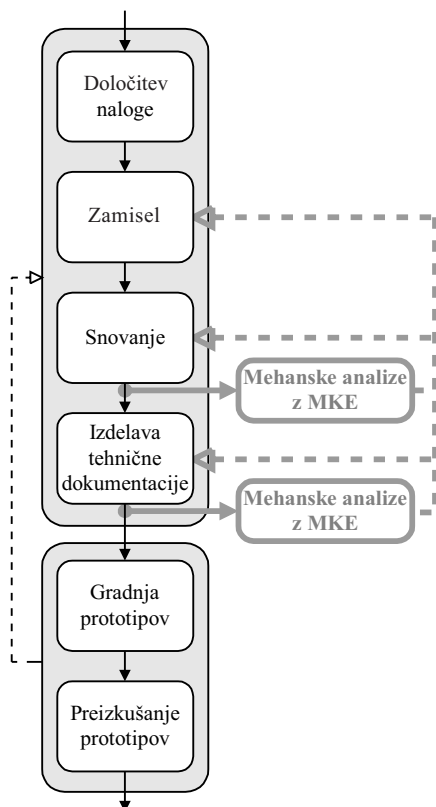 Določitev
naloge
Zamisel
Snovanje
Mehanske analize
z MKE
Izdelava
tehnične
dokumentacije
Mehanske analize
z MKE
Gradnja
prototipov
Preizkušanje
prototipov